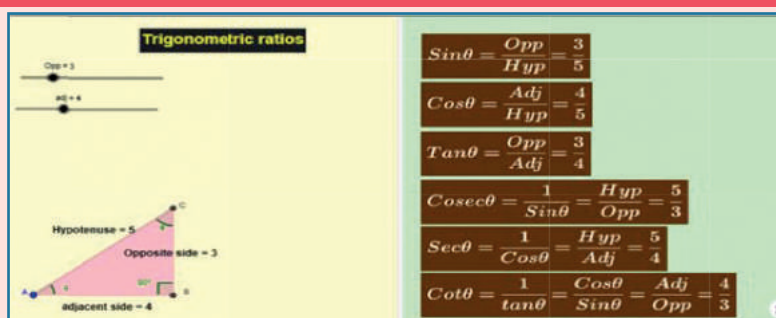 Trigonometric ratios
Opp = 3
adj = 4
C
Hypotenuse = 5
Opposite side = 3
90°
A
B
adjacent side = 4
Sinθ = Opp/Hyp = 3/5
Cosθ = Adj/Hyp = 4/5
Tanθ = Opp/Adj = 3/4
Cosecθ = 1/Sinθ = Hyp/Opp = 5/3
Secθ = 1/Cosθ = Hyp/Adj = 5/4
Cotθ = 1/tanθ = Cosθ/Sinθ = Adj/Opp = 4/3